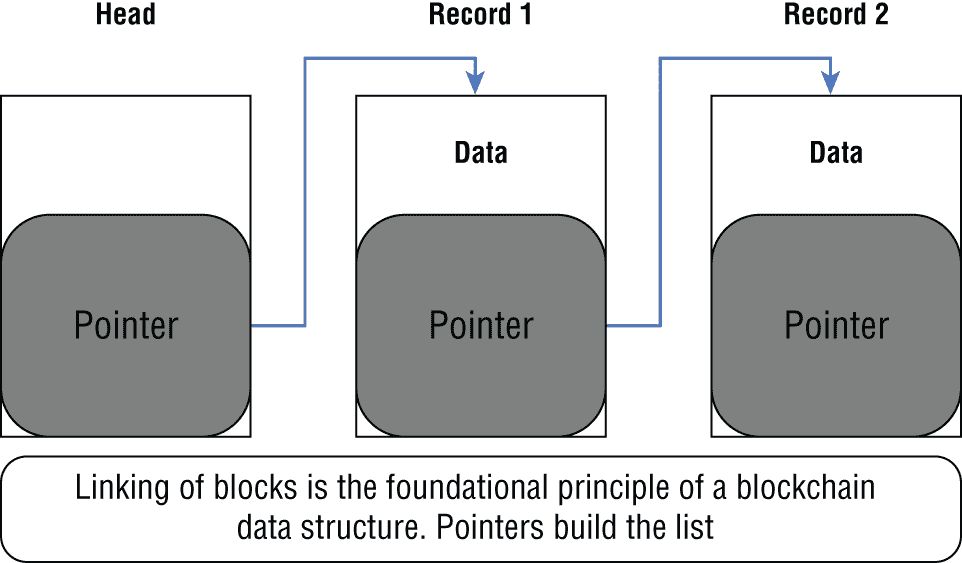 Head
Record 1
Record 2
Data
Data
Pointer
Pointer
Pointer
Linking of blocks is the foundational principle of a blockchain
data structure. Pointers build the list